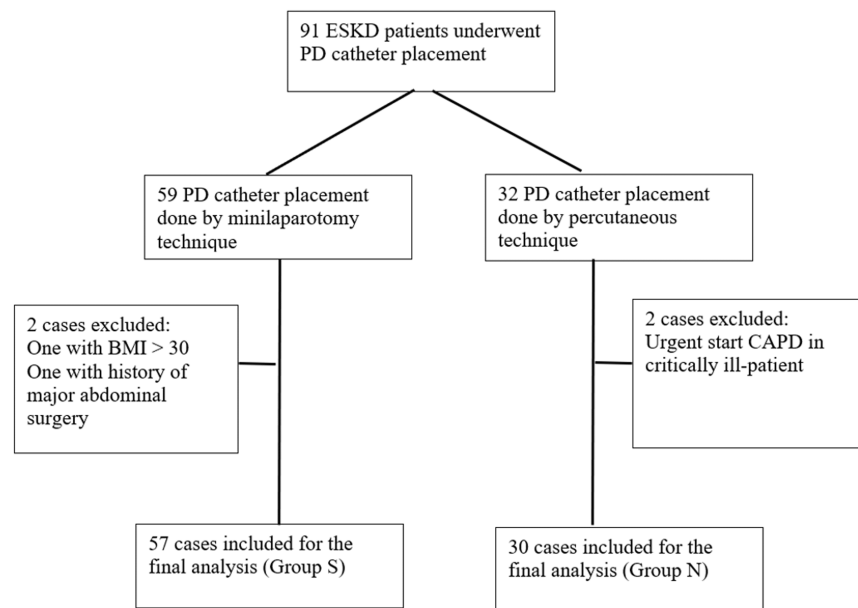 91 ESKD patients underwent
PD catheter placement
59 PD catheter placement
done by minilaparotomy
technique
32 PD catheter placement
done by percutaneous
technique
2 cases excluded:
One with BMI > 30
One with history of
major abdominal
surgery
2 cases excluded:
Urgent start CAPD in
critically ill-patient
57 cases included for the
final analysis (Group S)
30 cases included for the
final analysis (Group N)